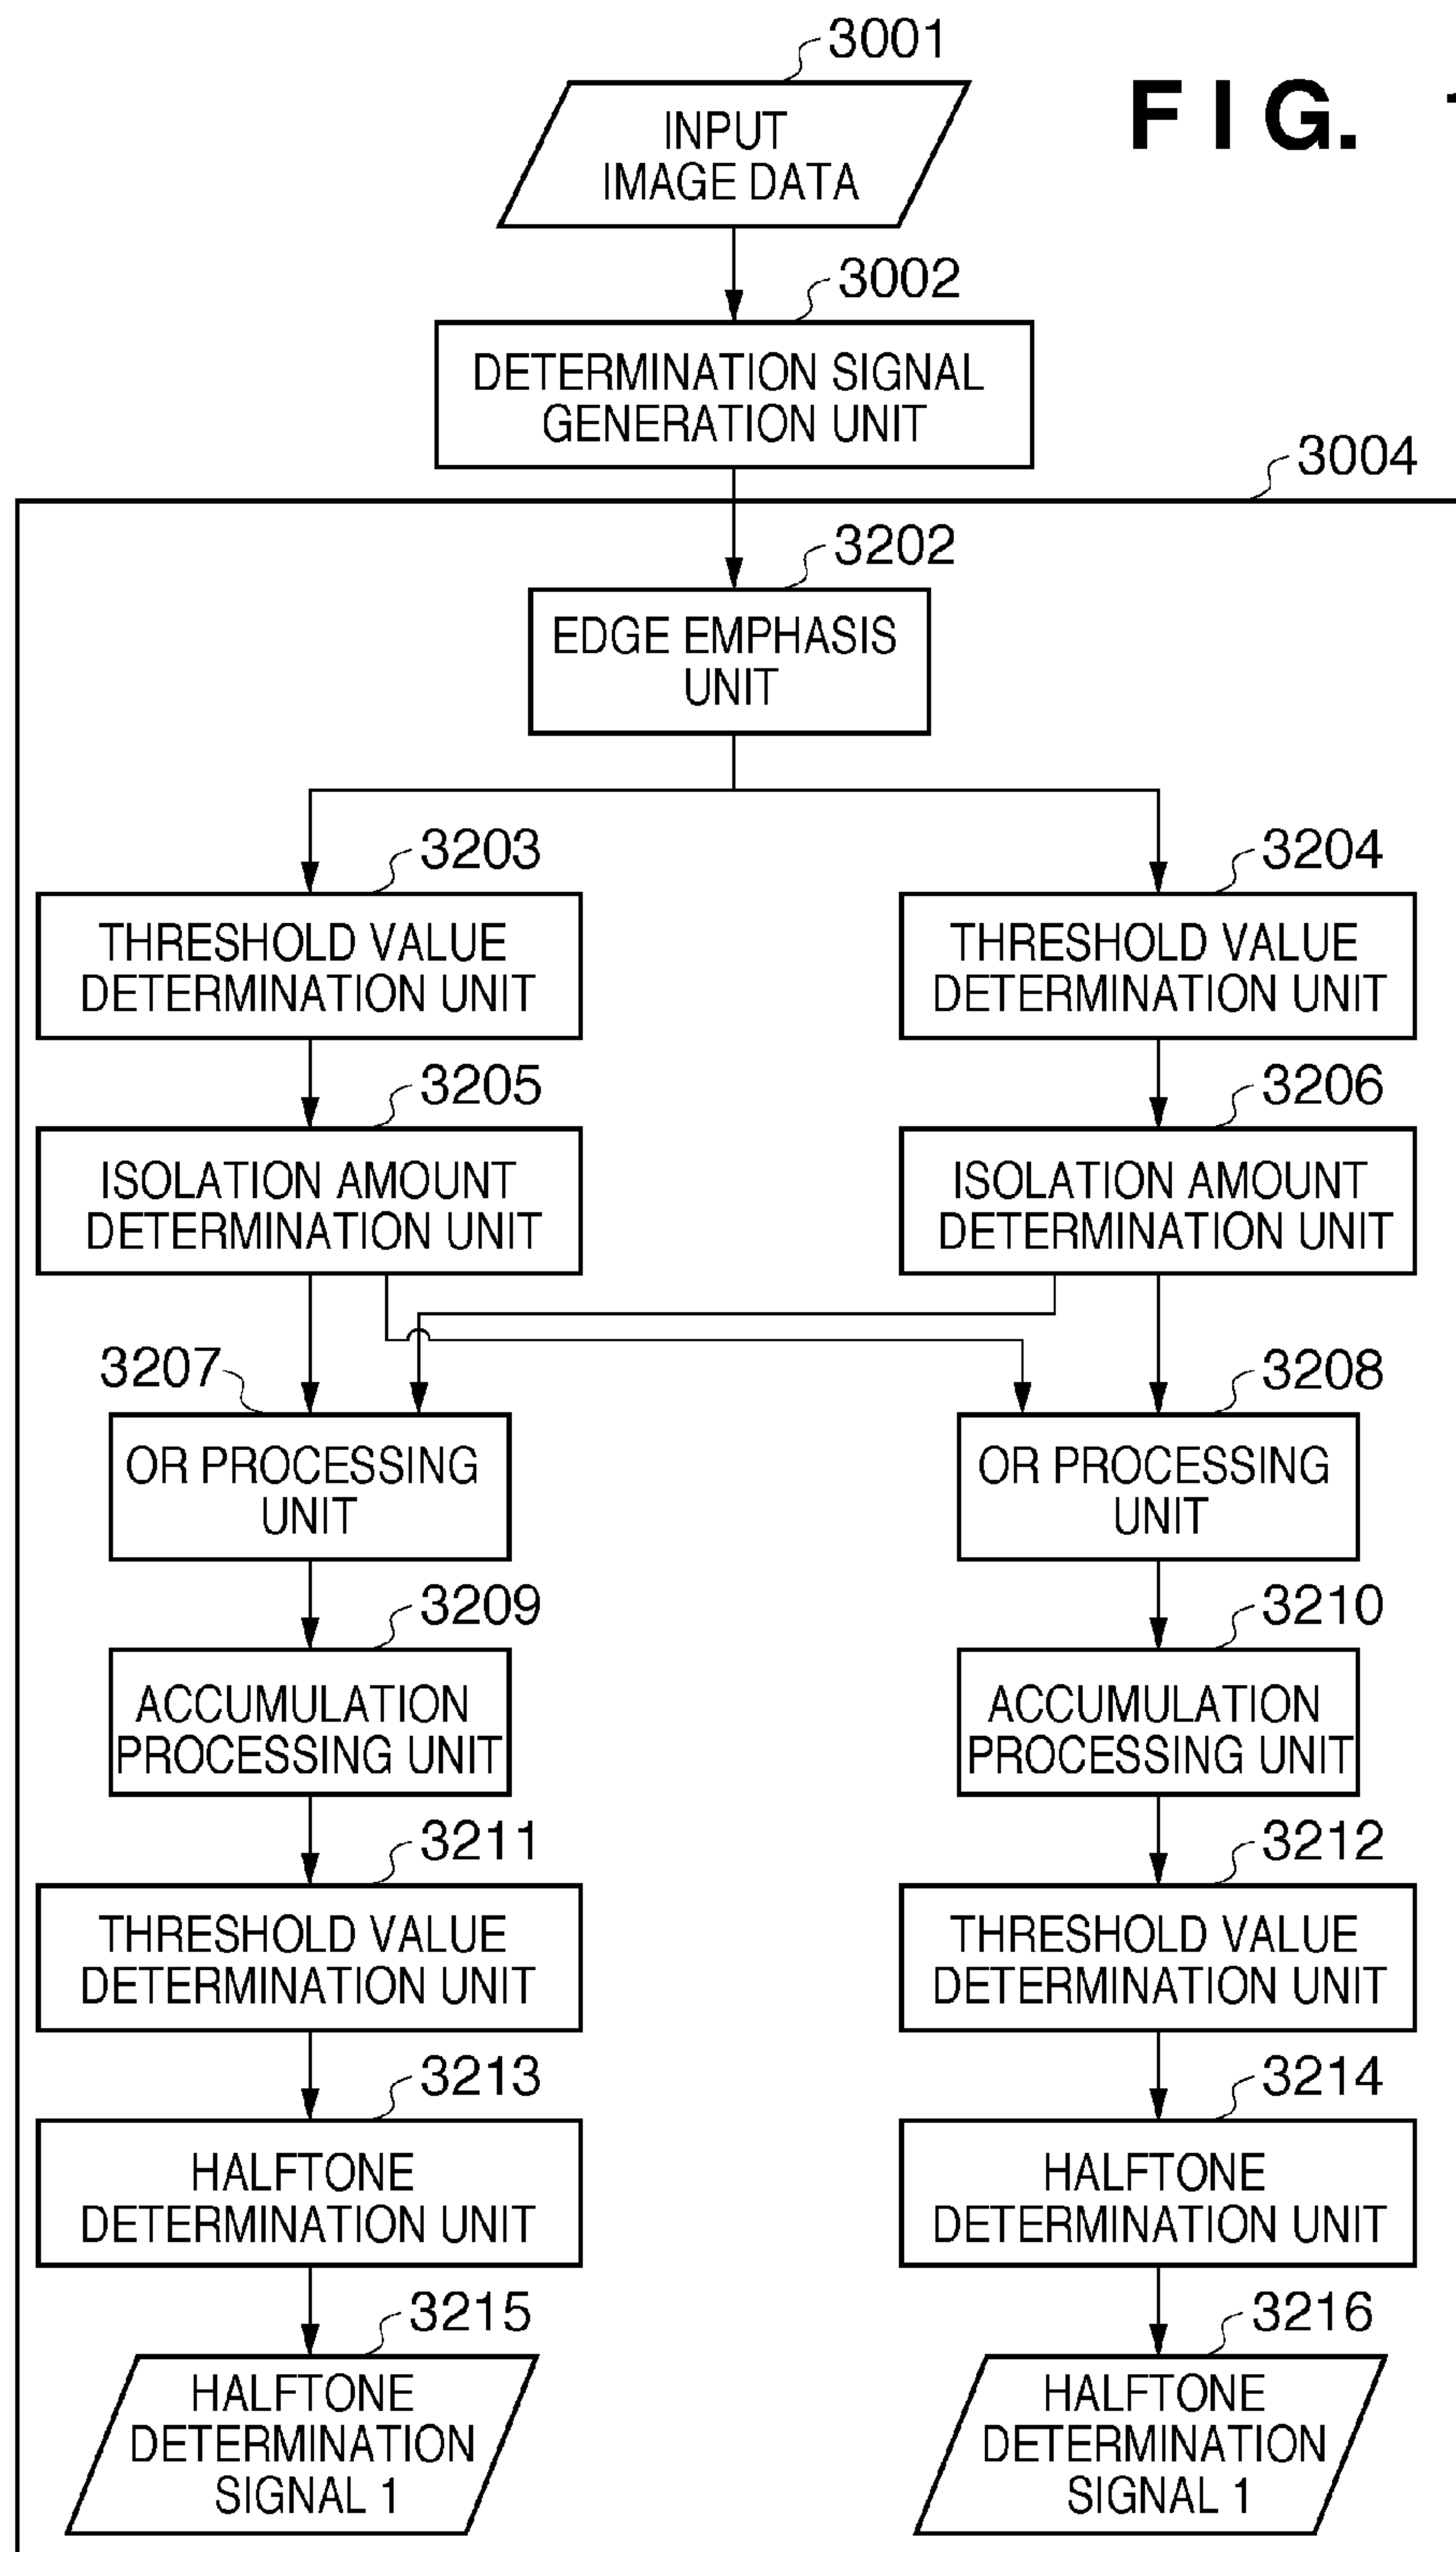 3001
FIG.
INPUT
IMAGE DATA
3002
DETERMINATION SIGNAL
GENERATION UNIT
3004
3202
EDGE EMPHASIS
UNIT
3203
3204
THRESHOLD VALUE
DETERMINATION UNIT
THRESHOLD VALUE
DETERMINATION UNIT
3205
3206
ISOLATION AMOUNT
DETERMINATION UNIT
ISOLATION AMOUNT
DETERMINATION UNIT
3207
3208
OR PROCESSING
UNIT
OR PROCESSING
UNIT
3209
3210
ACCUMULATION
PROCESSING UNIT
ACCUMULATION
PROCESSING UNIT
3211
3212
THRESHOLD VALUE
DETERMINATION UNIT
THRESHOLD VALUE
DETERMINATION UNIT
3213
3214
HALFTONE
DETERMINATION UNIT
HALFTONE
DETERMINATION UNIT
3215
3216
HALFTONE
DETERMINATION
SIGNAL 1
HALFTONE
DETERMINATION
SIGNAL 1